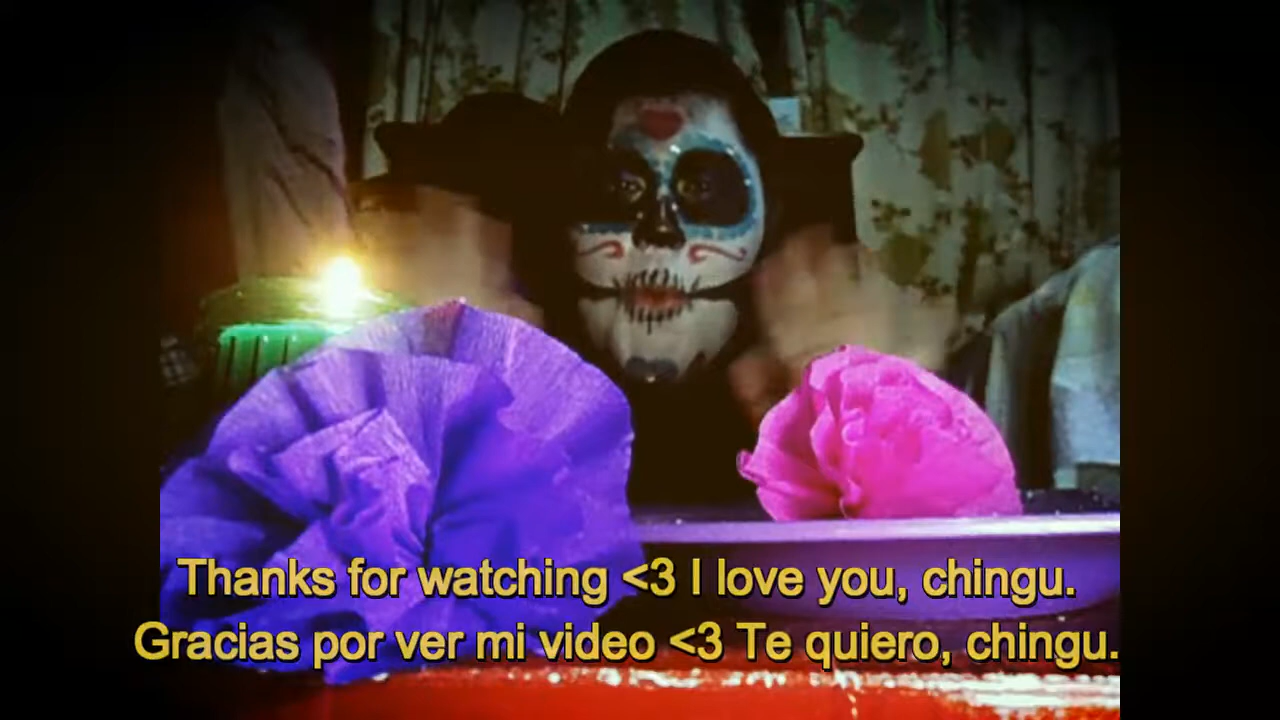 Thanks for watching <3 I love you, chingu.
Gracias por ver mi video <3 Te quiero, chingu.